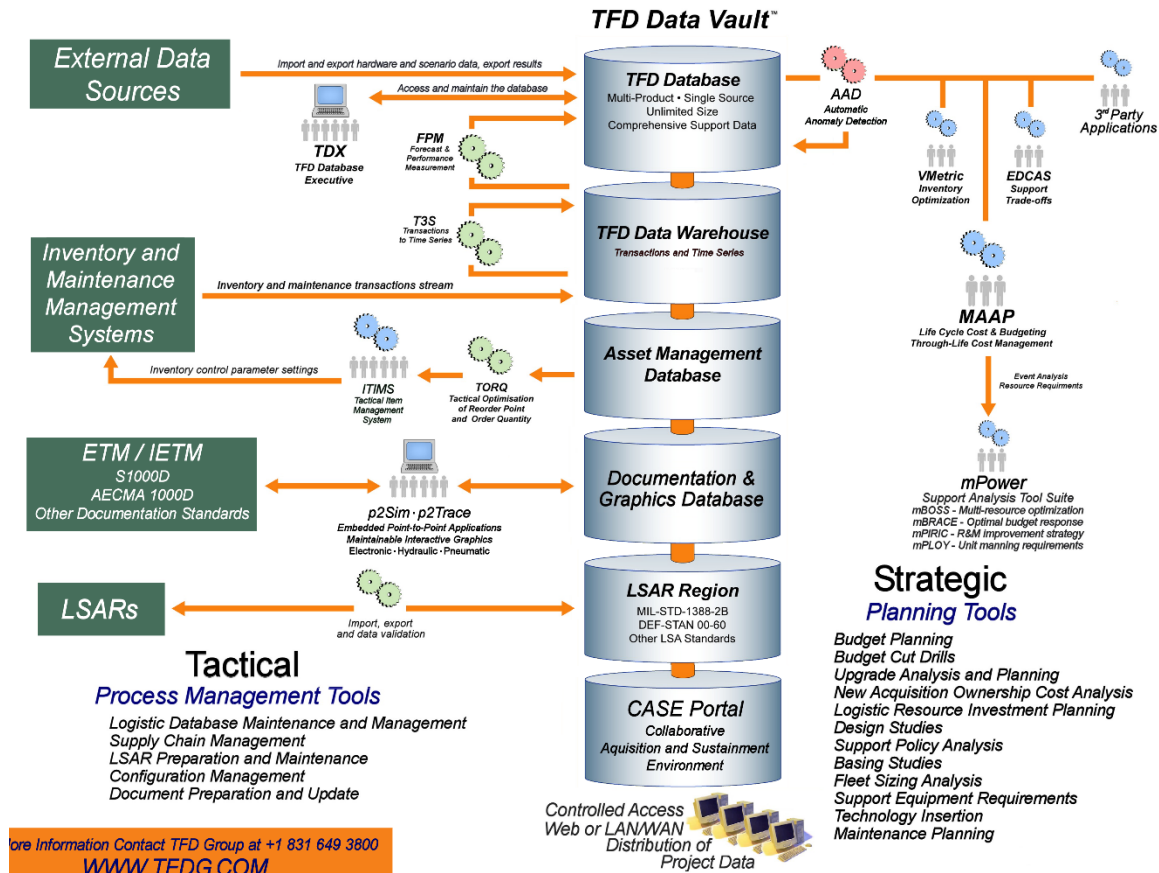 TFD Data Vault™
External Data
Sources
Import and export hardware and scenario data, export results
Access and maintain the database
TDX
TFD Database
Executive
FPM
Forecast &
Performance
Measurement
T3S
Transactions
to Time Series
TFD Database
Multi-Product • Single Source
Unlimited Size
Comprehensive Support Data
AAD
Automatic
Anomaly Detection
3rd Party
Applications
VMetric
Inventory
Optimization
EDCAS
Support
Trade-offs
TFD Data Warehouse
Transactions and Time Series
Inventory and
Maintenance
Management
Systems
Inventory and maintenance transactions stream
MAAP
Life Cycle Cost & Budgeting
Through-Life Cost Management
Asset Management
Database
Inventory control parameter settings
ITIMS
Tactical Item
Management
System
TORQ
Tactical Optimisation
of Reorder Point
and Order Quantity
Event Analysis
Resource Requirments
ETM / IETM
S1000D
AECMA 1000D
Other Documentation Standards
p2Sim · p2Trace
Embedded Point-to-Point Applications
Maintainable Interactive Graphics
Electronic · Hydraulic · Pneumatic
Documentation &
Graphics Database
mPower
Support Analysis Tool Suite
mBOSS - Multi-resource optimization
mBRACE - Optimal budget response
mPIRIC - R&M improvement strategy
mPLOY - Unit manning requirements
LSARs
Import, export
and data validation
LSAR Region
MIL-STD-1388-2B
DEF-STAN 00-60
Other LSA Standards
CASE Portal
Collaborative
Aquisition and Sustainment
Environment
Controlled Access
Web or LAN/WAN
Distribution of
Project Data
Tactical
Process Management Tools
Logistic Database Maintenance and Management
Supply Chain Management
LSAR Preparation and Maintenance
Configuration Management
Document Preparation and Update
Strategic
Planning Tools
Budget Planning
Budget Cut Drills
Upgrade Analysis and Planning
New Acquisition Ownership Cost Analysis
Logistic Resource Investment Planning
Design Studies
Support Policy Analysis
Basing Studies
Fleet Sizing Analysis
Support Equipment Requirements
Technology Insertion
Maintenance Planning
ore Information Contact TFD Group at +1 831 649 3800
WWW.TFDG.COM